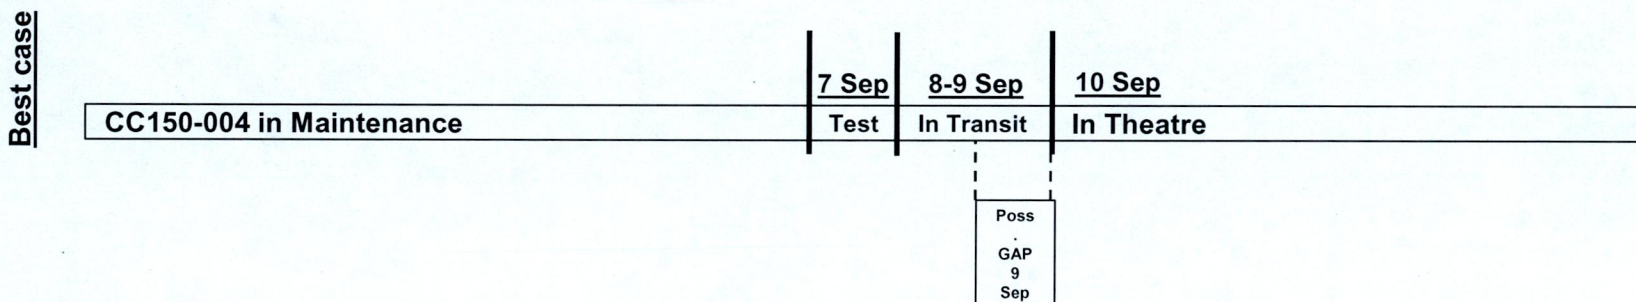 Best case
7 Sep 8-9 Sep 10 Sep
CC150-004 in Maintenance Test In Transit In Theatre
Poss
.
GAP
9
Sep